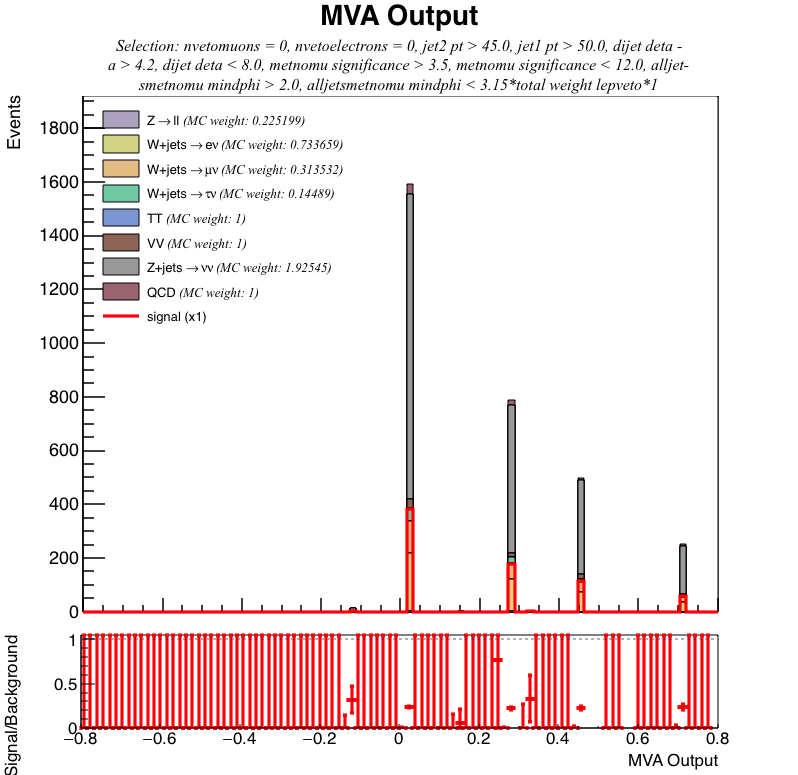 MVA Output
Selection: nvetomuons = 0, nvetoelectrons = 0, jet2 pt > 45.0, jet1 pt > 50.0, dijet deta -
a > 4.2, dijet deta < 8.0, metnomu significance > 3.5, metnomu significance < 12.0, alljet-
smetnomu mindphi > 2.0, alljetsmetnomu mindphi < 3.15*total weight lepveto*1
Events
1800
1600
1400
1200
1000
800
600
400
200
0
Z→ll (MC weight: 0.225199)
W+jets→eν (MC weight: 0.733659)
W+jets→μν (MC weight: 0.313532)
W+jets→τν (MC weight: 0.14489)
TT (MC weight: 1)
VV (MC weight: 1)
Z+jets→νν (MC weight: 1.92545)
QCD (MC weight: 1)
signal (x1)
Signal/Background
1
0.5
0
−0.8 −0.6 −0.4 −0.2 0 0.2 0.4 0.6 0.8
MVA Output